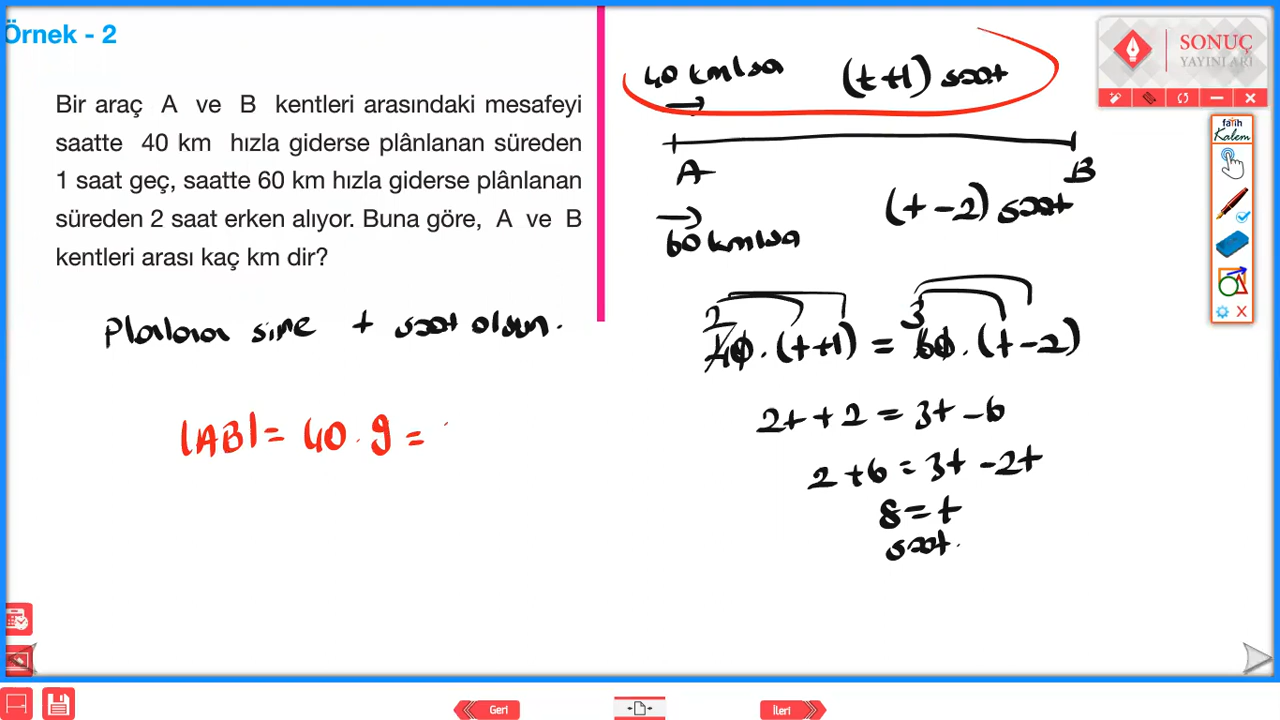 Örnek - 2
Bir araç A ve B kentleri arasındaki mesafeyi
saatte 40 km hızla giderse plânlanan süreden
1 saat geç, saatte 60 km hızla giderse plânlanan
süreden 2 saat erken alıyor. Buna göre, A ve B
kentleri arası kaç km dir?
süre t saat olsun.
|AB| = 40 . 9 =
40 km/sa (t+1) saat
A
B
60 km/sa (t-2) saat
2 3
40 . (t+1) = 60 . (t-2)
2t + 2 = 3t - 6
2 + 6 = 3t - 2t
8 = t
saat.
SONUÇ
YAYINLARI
fatih
Kalem
Geri
İleri